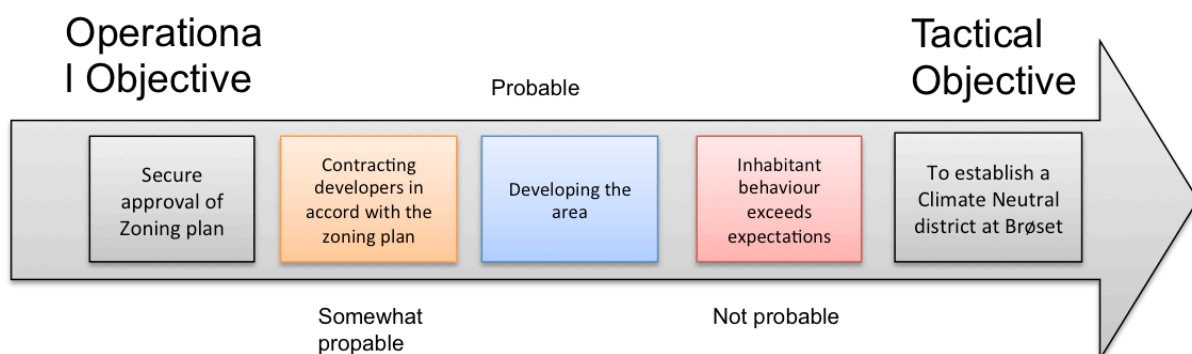 Operationa
l Objective
Tactical
Objective
Probable
Secure
approval of
Zoning plan
Contracting
developers in
accord with the
zoning plan
Developing the
area
Inhabitant
behaviour
exceeds
expectations
To establish a
Climate Neutral
district at Brøset
Somewhat
propable
Not probable